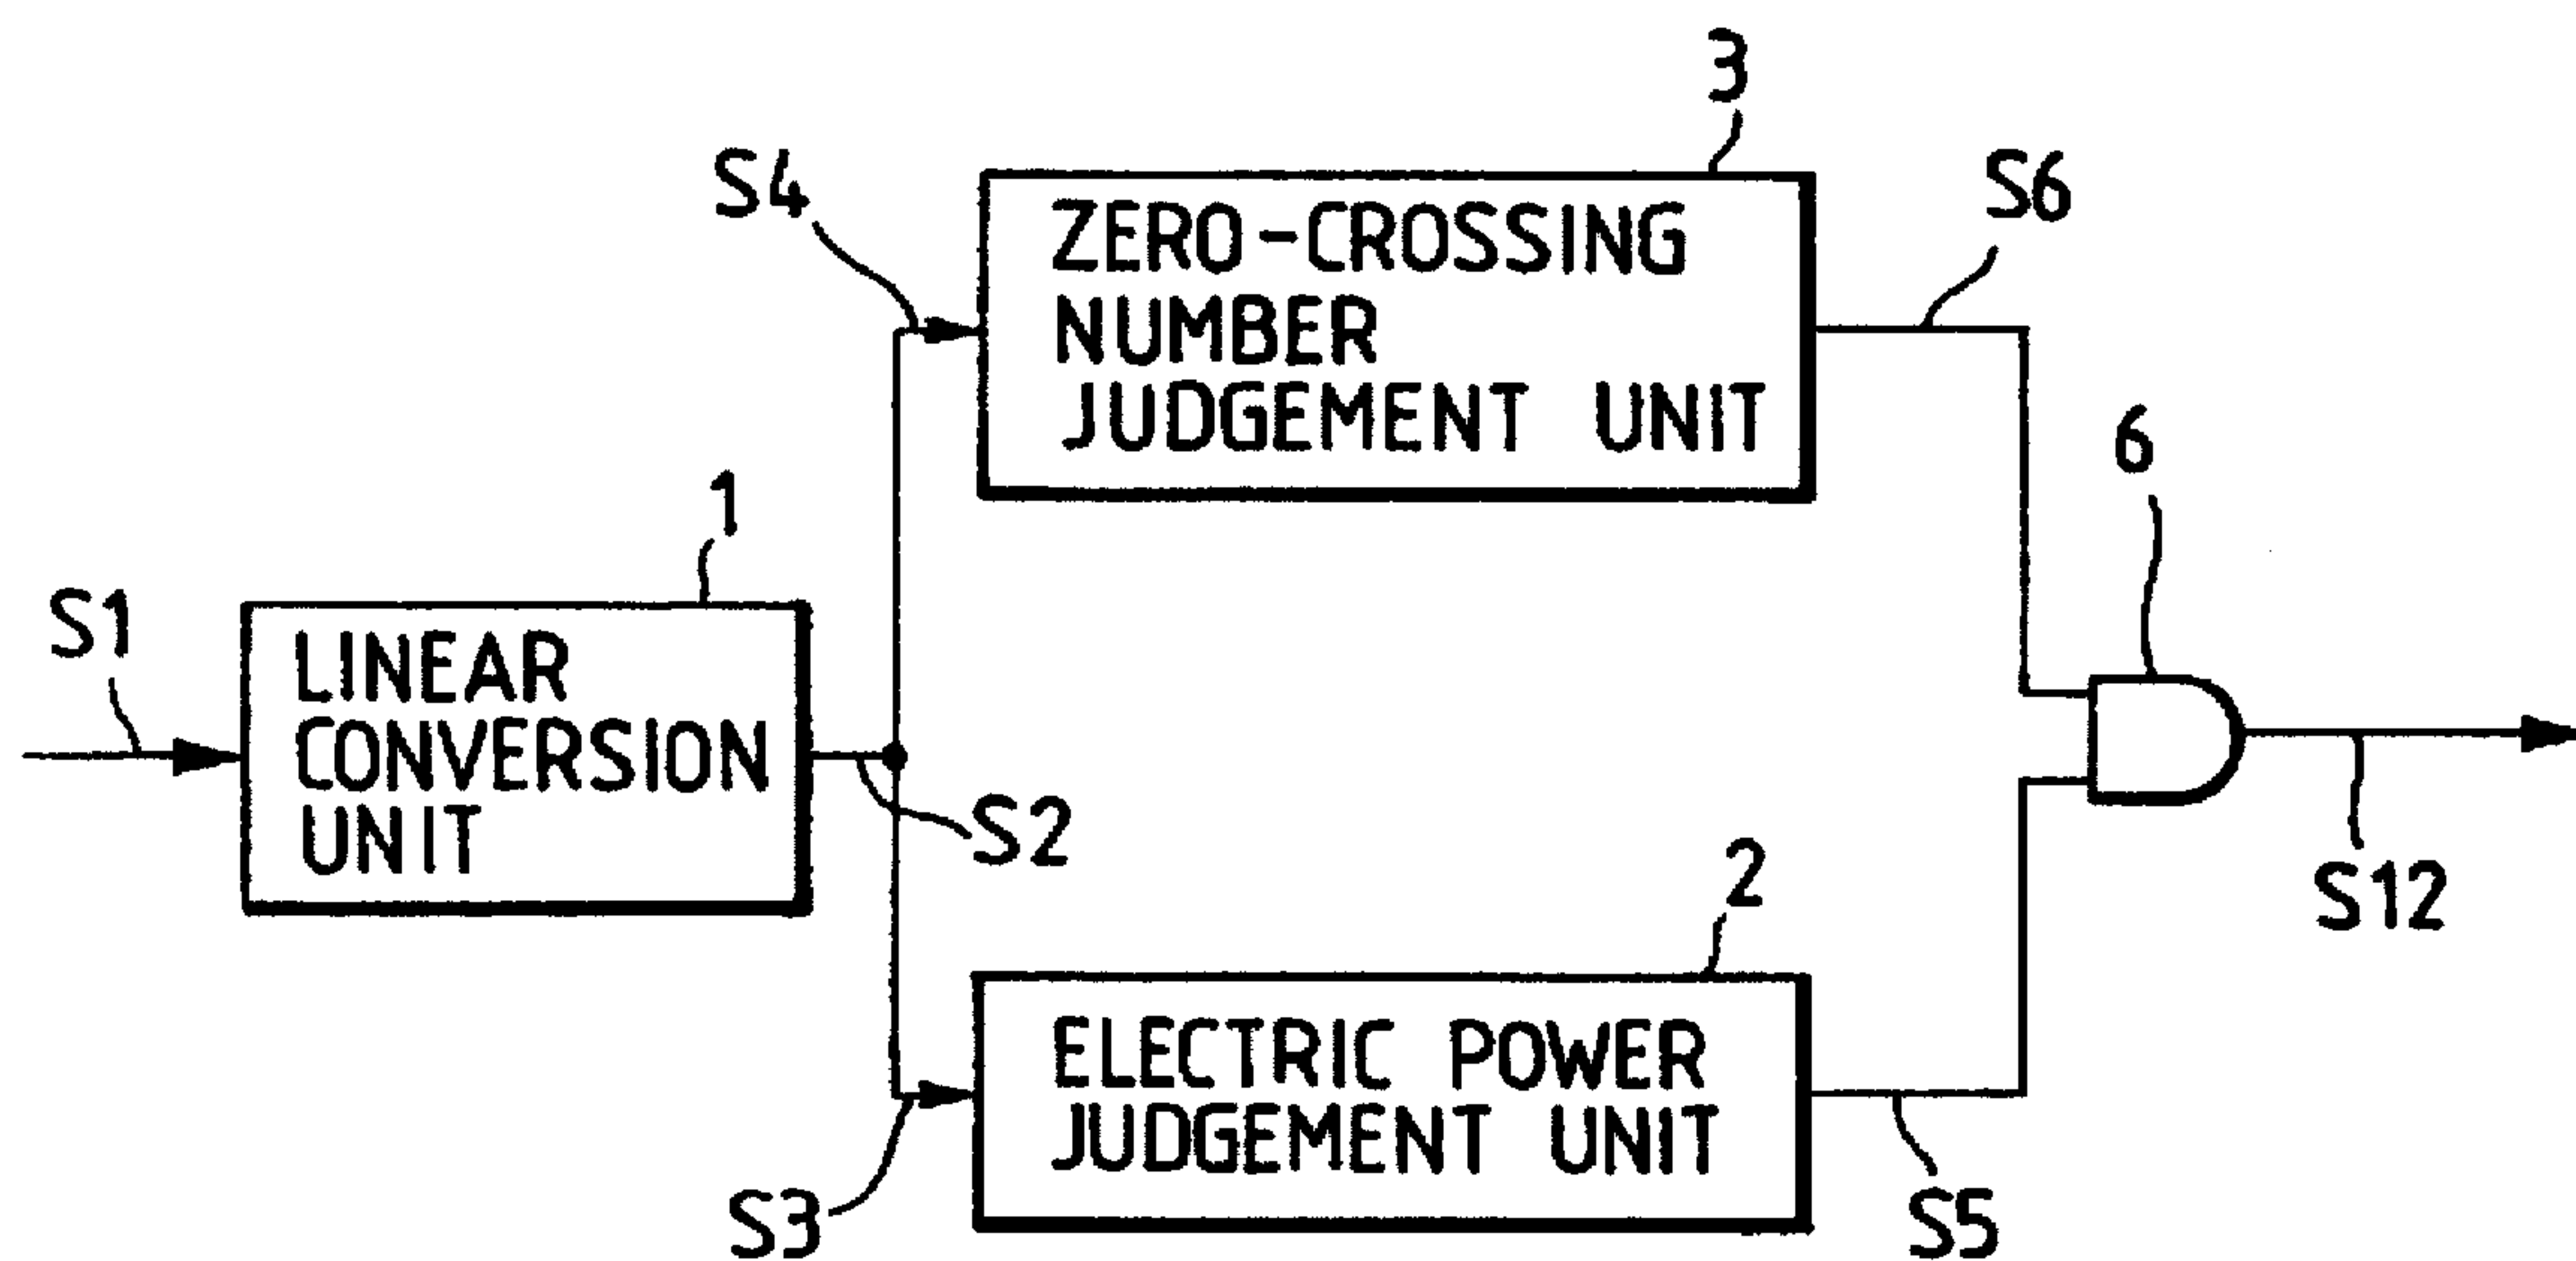 3
S4
S6
ZERO-CROSSING
NUMBER
JUDGEMENT UNIT
6
1
S1
LINEAR
CONVERSION
UNIT
S2
2
S12
ELECTRIC POWER
JUDGEMENT UNIT
S3
S5